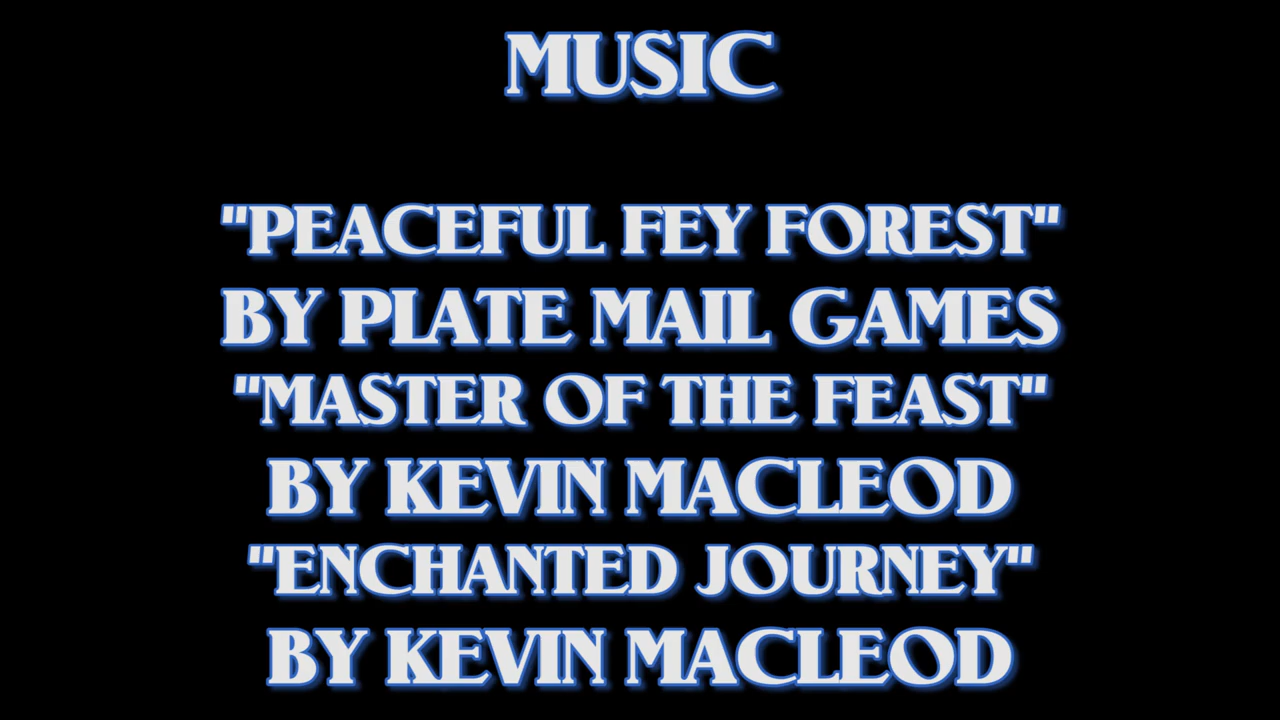 MUSIC
"PEACEFUL FEY FOREST"
BY PLATE MAIL GAMES
"MASTER OF THE FEAST"
BY KEVIN MACLEOD
"ENCHANTED JOURNEY"
BY KEVIN MACLEOD